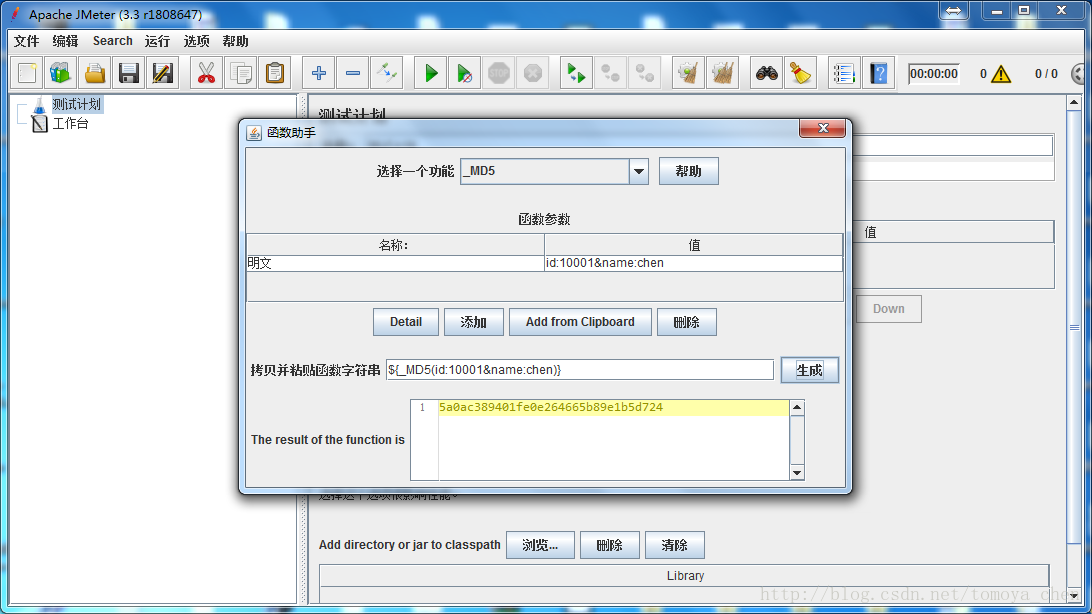 Apache JMeter (3.3 r1808647)
文件 编辑 Search 运行 选项 帮助
STOP
00:00:00 0 0 / 0
测试计划
工作台
测试计划
函数助手
选择一个功能 _MD5 帮助
函数参数
名称: 值
明文 id:10001&name:chen
值
Detail 添加 Add from Clipboard 删除
Down
拷贝并粘贴函数字符串 ${_MD5(id:10001&name:chen)} 生成
1 5a0ac389401fe0e264665b89e1b5d724
The result of the function is
Add directory or jar to classpath 浏览... 删除 清除
Library
http://blog.csdn.net/tomoya_chen